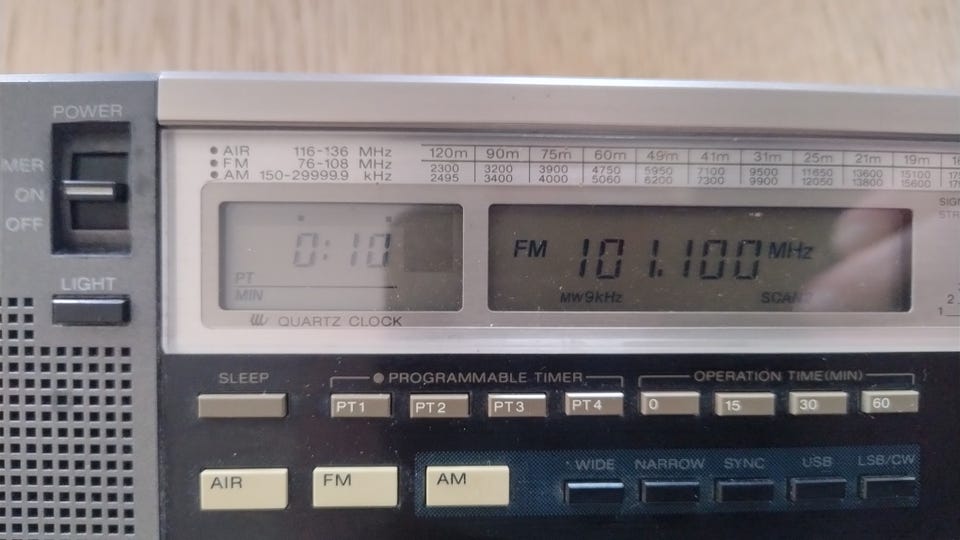 POWER
ON
OFF
LIGHT
AIR 116-136 MHz
FM 76-108 MHz
AM 150-29999.9 kHz
120m 90m 75m 60m 49m 41m 31m 25m 21m 19m
2300 3200 3900 4750 5950 7100 9500 11650 13600 15100
2495 3400 4000 5060 6200 7300 9900 12050 13800 15600
0:10
PT
MIN
QUARTZ CLOCK
FM 101.100 MHz
MW9kHz SCAN
SLEEP
PROGRAMMABLE TIMER
OPERATION TIME(MIN)
PT1 PT2 PT3 PT4 0 15 30 60
AIR FM AM
WIDE NARROW SYNC USB LSB/CW